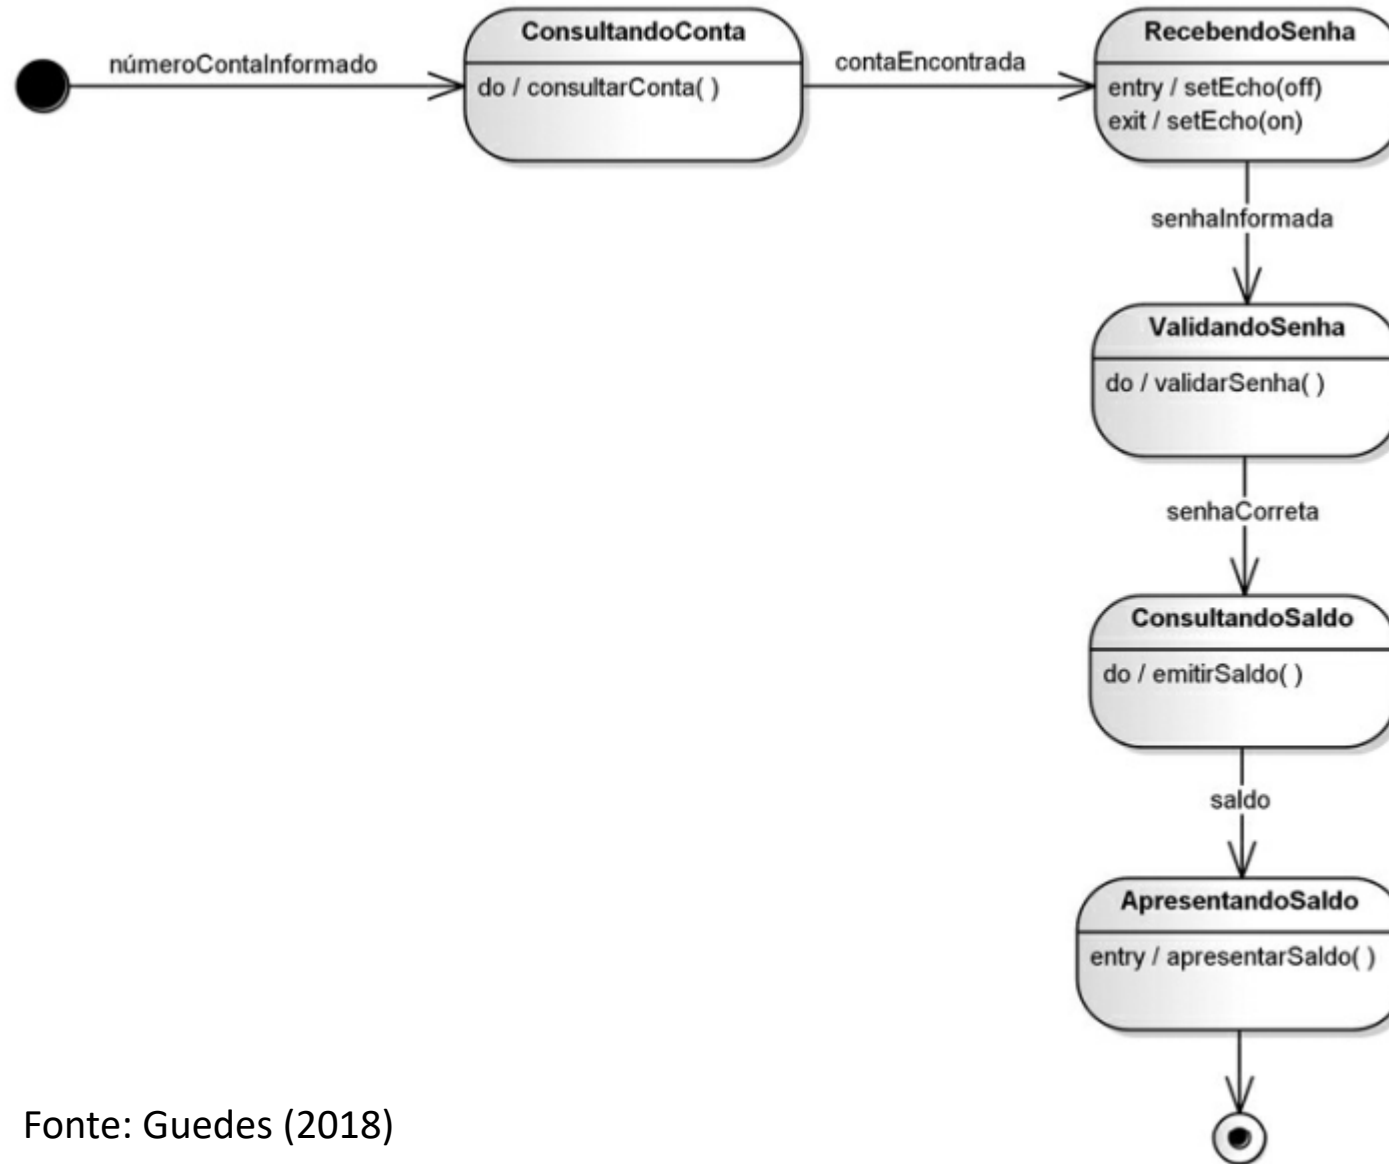 númeroContaInformado
ConsultandoConta
do / consultarConta( )
contaEncontrada
RecebendoSenha
entry / setEcho(off)
exit / setEcho(on)
senhaInformada
ValidandoSenha
do / validarSenha( )
senhaCorreta
ConsultandoSaldo
do / emitirSaldo( )
saldo
ApresentandoSaldo
entry / apresentarSaldo( )
Fonte: Guedes (2018)